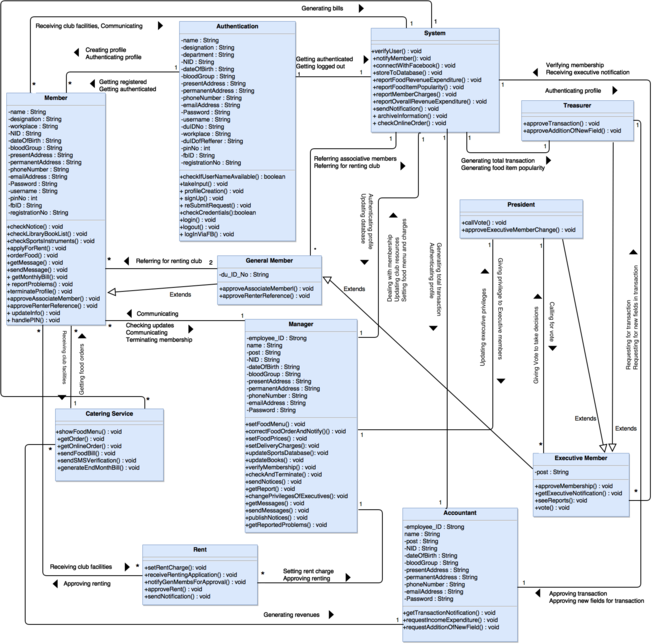 Generating bills
Receiving club facilities, Communicating
Creating profile
Authenticating profile
Getting registered
Getting authenticated
Authentication
-name : String
-designation : String
-department : String
-NID : String
-dateOfBirth : String
-bloodGroup : String
-presentAddress : String
-permanentAddress : String
-phoneNumber : String
-emailAddress : String
-Password : String
-username : String
-duIDNo : String
-workplace : String
-duIDofRefferer : String
-pinNo : int
-fbID : String
-registrationNo : String
+checkIfUserNameAvailable() : boolean
+takeInput() : void
+ profileCreation() : void
+ signUp() : void
+ reSubmitRequest() : void
+checkCredentials():boolean
+login() : void
+logout() : void
+ logInViaFB() : void
Getting authenticated
Getting logged out
System
+verifyUser() : void
+notifyMember() : void
+connectWithFacebook() : void
+storeToDatabase() : void
+reportFoodRevenueExpenditure() : void
+reportFoodItemPopularity() : void
+reportMemberCharges() : void
+reportOverallRevenueExpenditure() : void
+sendNotification() : void
+ archiveInformation() : void
+ checkOnlineOrder() : void
Verifying membership
Receiving executive notification
Authenticating profile
Treasurer
+approveTransaction() : void
+approveAdditionOfNewField() : void
Member
-name : String
-designation : String
-workplace : String
-NID : String
-dateOfBirth : String
-bloodGroup : String
-presentAddress : String
-permanentAddress : String
-phoneNumber : String
-emailAddress : String
-Password : String
-username : String
-pinNo : int
-fbID : String
-registrationNo : String
+checkNotice() : void
+checkLibraryBookList() : void
+checkSportsInstruments() : void
+applyForRent() : void
+orderFood() : void
+getMessage() : void
+sendMessage() : void
+ getMonthlyBill() : void
+ reportProblems() : void
+terminateProfile() : void
+approveAssociateMember() : void
+approveRenterReference() : void
+ updateInfo() : void
+ handlePIN() : void
Referring associative members
Referring for renting club
Generating total transaction
Generating food item popularity
President
+callVote() : void
+approveExecutiveMemberChange() : void
Referring for renting club
General Member
-du_ID_No : String
+approveAssociateMember() : void
+approveRenterReference() : void
Extends
Extends
Authenticating profile
Updating database
Dealing with membership
Updating club resources
Setting food menu and charges
Generating total transaction
Authenticating profile
Updating executive privileges
Giving privilege to Executive members
Giving Vote to take decisions
Calling for vote
Requesting for transaction
Requesting for new fields in transaction
Communicating
Checking updates
Communicating
Terminating membership
Manager
-employee_ID : Strong
name : String
-post : String
-NID : String
-dateOfBirth : String
-bloodGroup : String
-presentAddress : String
-permanentAddress : String
-phoneNumber : String
-emailAddress : String
-Password : String
+setFoodMenu() : void
+correctFoodOrderAndNotify()() : void
+setFoodPrices() : void
+setDeliveryCharges() : void
+updateSportsDatabase() : void
+updateBooks() : void
+verifyMembership() : void
+checkAndTerminate() : void
+sendNotices() : void
+getReport() : void
+changePrivilegesOfExecutives() : void
+getMessages() : void
+sendMessages() : void
+publishNotices() : void
+getReportedProblems() : void
Receiving club facilities
Getting food orders
Catering Service
+showFoodMenu() : void
+getOrder() : void
+getOnlineOrder() : void
+sendFoodBill() : void
+sendSMSVerification() : void
+generateEndMonthBill() : void
Extends
Extends
Executive Member
-post : String
+approveMembership() : void
+getExecutiveNotification() : void
+seeReports() : void
+vote() : void
Accountant
-employee_ID : Strong
name : String
-post : String
-NID : String
-dateOfBirth : String
-bloodGroup : String
-presentAddress : String
-permanentAddress : String
-phoneNumber : String
-emailAddress : String
-Password : String
+getTransactionNotification() : void
+requestIncomeExpenditure() : void
+requestAdditionOfNewField() : void
Rent
+setRentCharge() : void
+receiveRentingApplication() : void
+notifyGenMembsForApproval() : void
+approveRent() : void
+sendNotification() : void
Receiving club facilities
Approving renting
Setting rent charge
Approving renting
Approving transaction
Approving new fields for transaction
Generating revenues